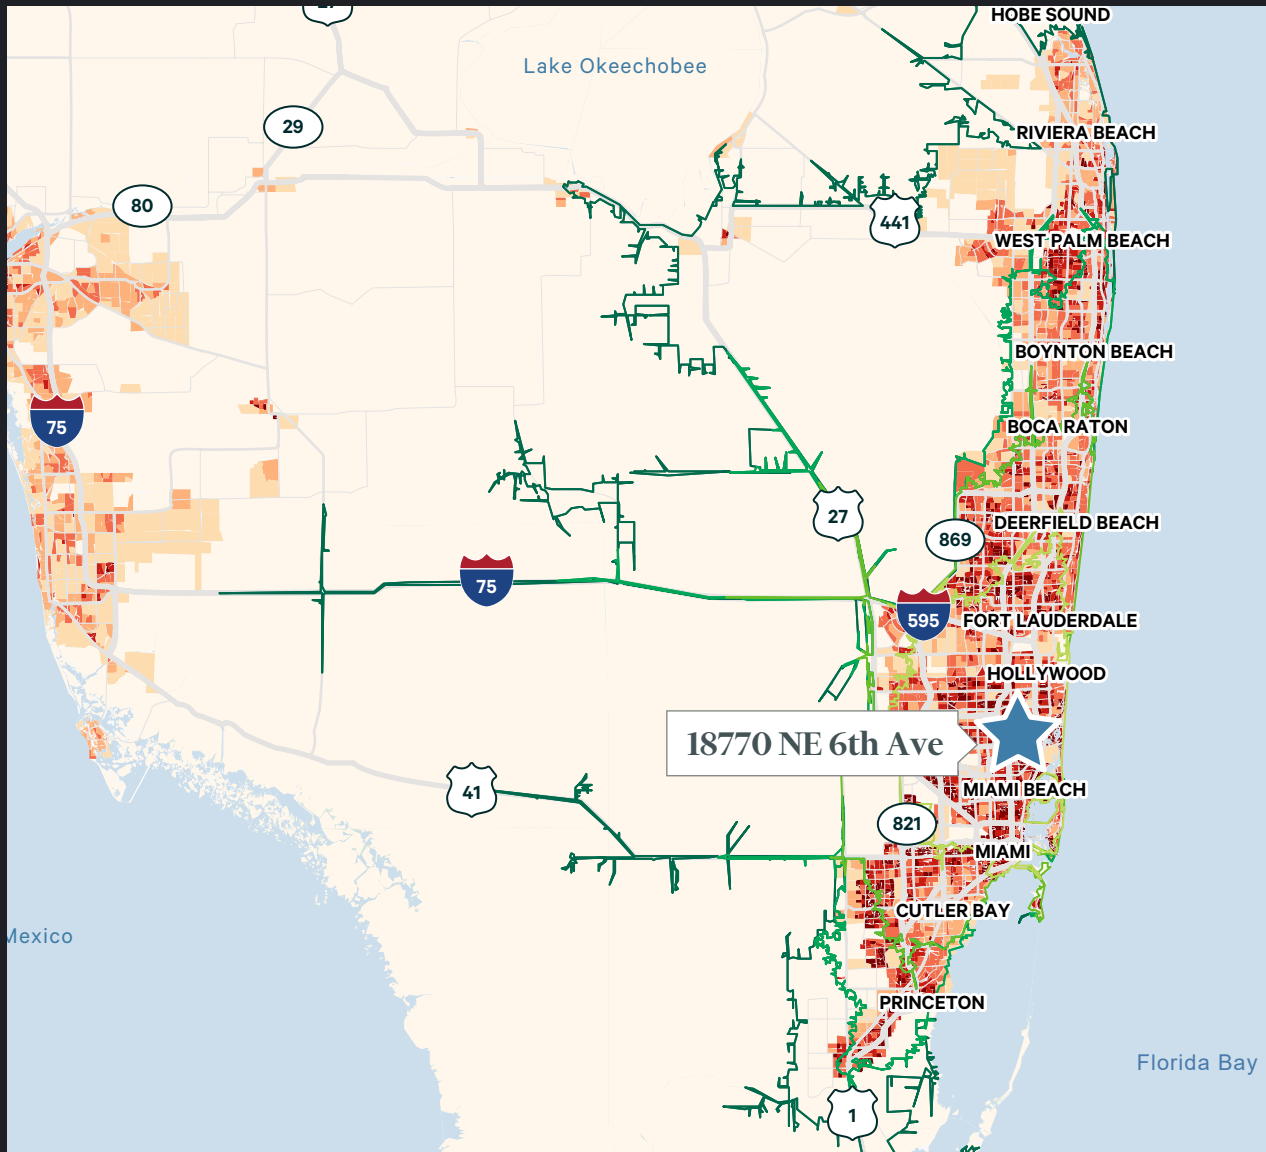 HOBE SOUND
Lake Okeechobee
29
RIVIERA BEACH
80
441
WEST PALM BEACH
BOYNTON BEACH
75
BOCA RATON
27
DEERFIELD BEACH
869
75
595
FORT LAUDERDALE
HOLLYWOOD
18770 NE 6th Ave
41
MIAMI BEACH
821
MIAMI
CUTLER BAY
Mexico
PRINCETON
Florida Bay
1